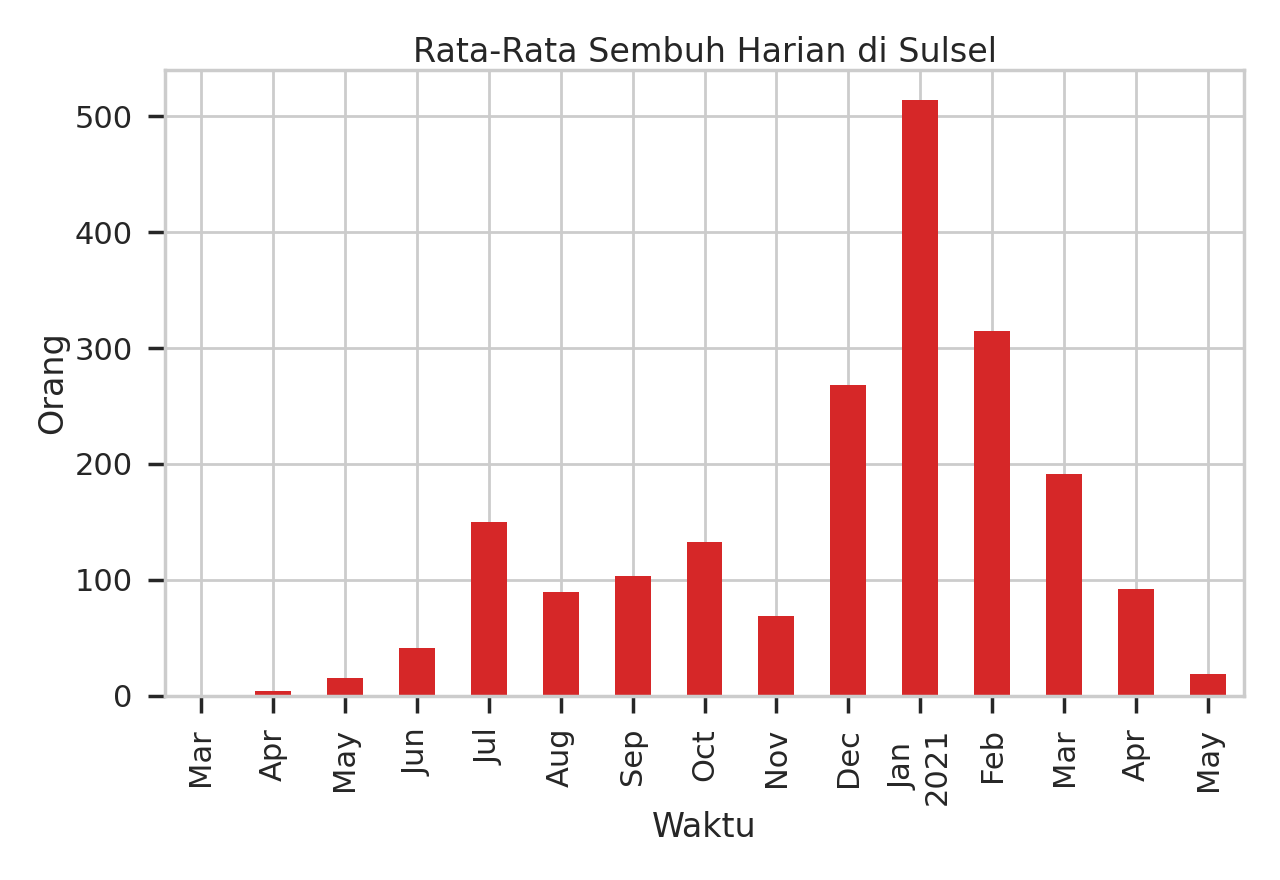 Rata-Rata Sembuh Harian di Sulsel
500
400
300
200
100
0
Orang
Mar
Apr
May
Jun
Jul
Aug
Sep
Oct
Nov
Dec
Jan
2021
Feb
Mar
Apr
May
Waktu